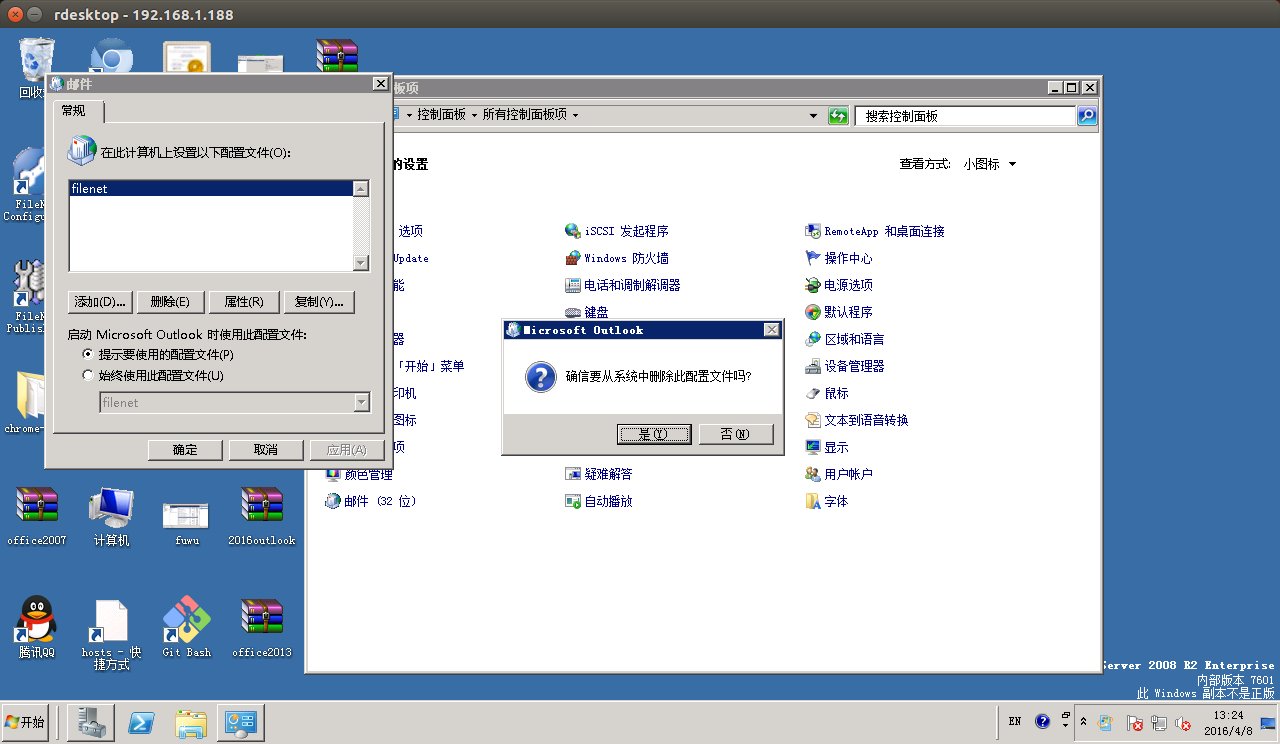 rdesktop - 192.168.1.188
邮件
常规
在此计算机上设置以下配置文件(O):
filenet
添加(D)...
删除(E)
属性(R)
复制(Y)...
启动 Microsoft Outlook 时使用此配置文件:
提示要使用的配置文件(P)
始终使用此配置文件(U)
filenet
确定
取消
应用(A)
板项
控制面板
所有控制面板项
搜索控制面板
的设置
查看方式:
小图标
选项
iSCSI 发起程序
RemoteApp 和桌面连接
Update
Windows 防火墙
操作中心
能
电话和调制解调器
电源选项
键盘
默认程序
器
区域和语言
「开始」菜单
设备管理器
印机
鼠标
图标
文本到语音转换
项
显示
颜色管理
疑难解答
用户帐户
邮件 (32 位)
自动播放
字体
Microsoft Outlook
确信要从系统中删除此配置文件吗?
是(Y)
否(N)
回收
FileN
Configu
FileN
Publis
chrome-
office2007
计算机
fuwu
2016outlook
腾讯QQ
hosts - 快
捷方式
Git Bash
office2013
Server 2008 R2 Enterprise
内部版本 7601
此 Windows 副本不是正版
开始
EN
13:24
2016/4/8